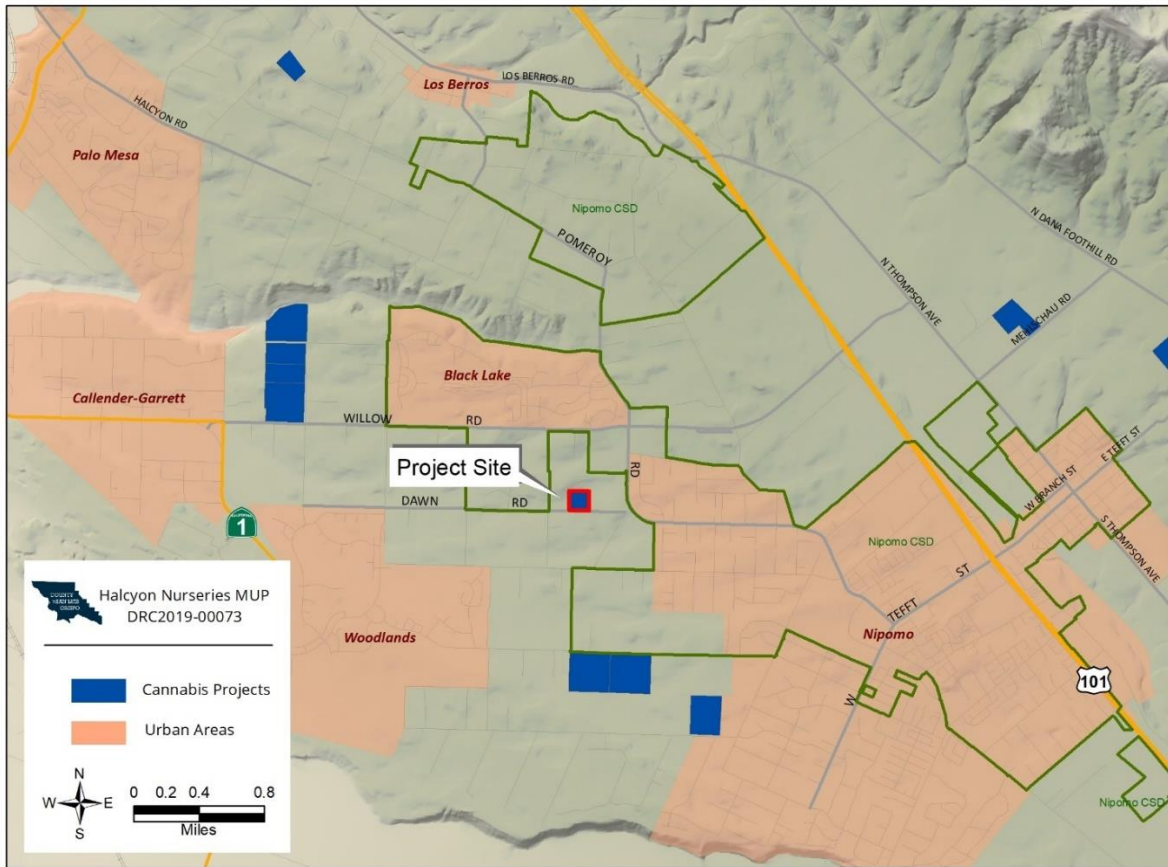 LOS BERROS RD
Los Berros
HALCYON RD
Palo Mesa
Nipomo CSD
POMEROY
N DANA FOOTHILL RD
N THOMPSON AVE
MEHLSCHAU RD
Black Lake
Callender-Garrett
WILLOW RD
E TEFFT ST
W BRANCH ST
RD
Project Site
DAWN RD
S THOMPSON AVE
1
Nipomo CSD
TEFFT ST
Halcyon Nurseries MUP
DRC2019-00073
Woodlands
Nipomo
101
Cannabis Projects
W
Urban Areas
N
W E
S
0 0.2 0.4 0.8
Miles
Nipomo CSD